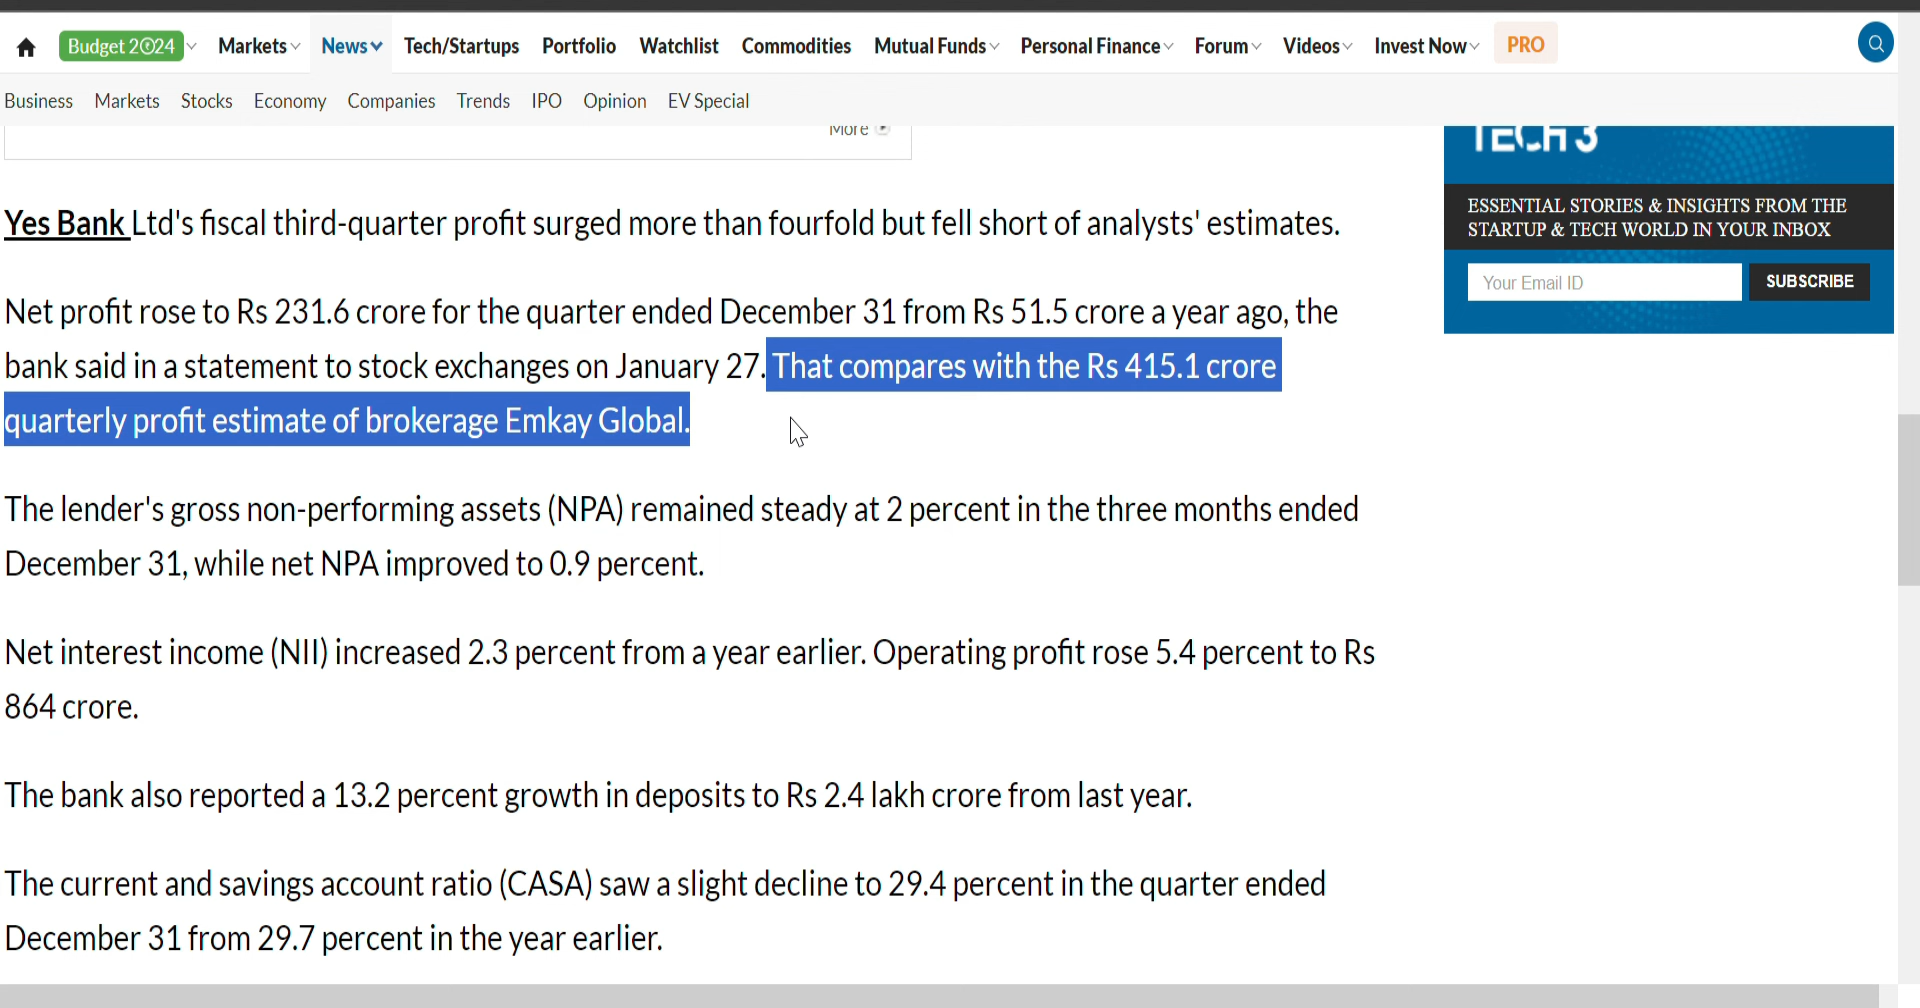 Budget 2024 Markets News Tech/Startups Portfolio Watchlist Commodities Mutual Funds Personal Finance Forum Videos Invest Now PRO
Business Markets Stocks Economy Companies Trends IPO Opinion EV Special
More
TECH 3
ESSENTIAL STORIES & INSIGHTS FROM THE
STARTUP & TECH WORLD IN YOUR INBOX
Your Email ID SUBSCRIBE
Yes Bank Ltd's fiscal third-quarter profit surged more than fourfold but fell short of analysts' estimates.
Net profit rose to Rs 231.6 crore for the quarter ended December 31 from Rs 51.5 crore a year ago, the
bank said in a statement to stock exchanges on January 27. That compares with the Rs 415.1 crore
quarterly profit estimate of brokerage Emkay Global.
The lender's gross non-performing assets (NPA) remained steady at 2 percent in the three months ended
December 31, while net NPA improved to 0.9 percent.
Net interest income (NII) increased 2.3 percent from a year earlier. Operating profit rose 5.4 percent to Rs
864 crore.
The bank also reported a 13.2 percent growth in deposits to Rs 2.4 lakh crore from last year.
The current and savings account ratio (CASA) saw a slight decline to 29.4 percent in the quarter ended
December 31 from 29.7 percent in the year earlier.